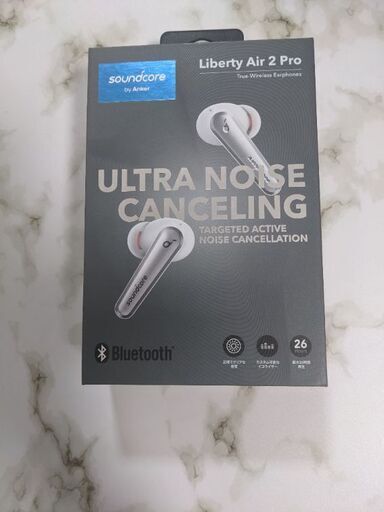 soundcore
by Anker
Liberty Air 2 Pro
True-Wireless Earphones
soundcore
ULTRA NOISE
CANCELING
TARGETED ACTIVE
NOISE CANCELLATION
soundcore
Bluetooth
26